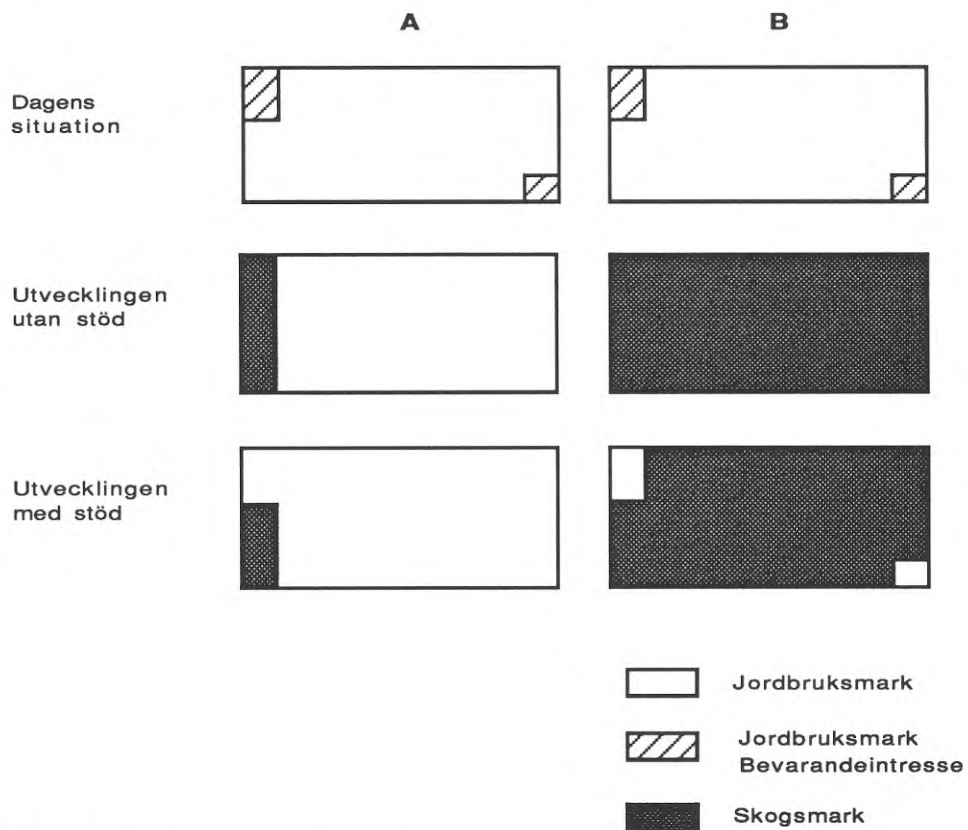 A
B
Dagens
situation
Utvecklingen
utan stöd
Utvecklingen
med stöd
Jordbruksmark
Jordbruksmark
Bevarandeintresse
Skogsmark